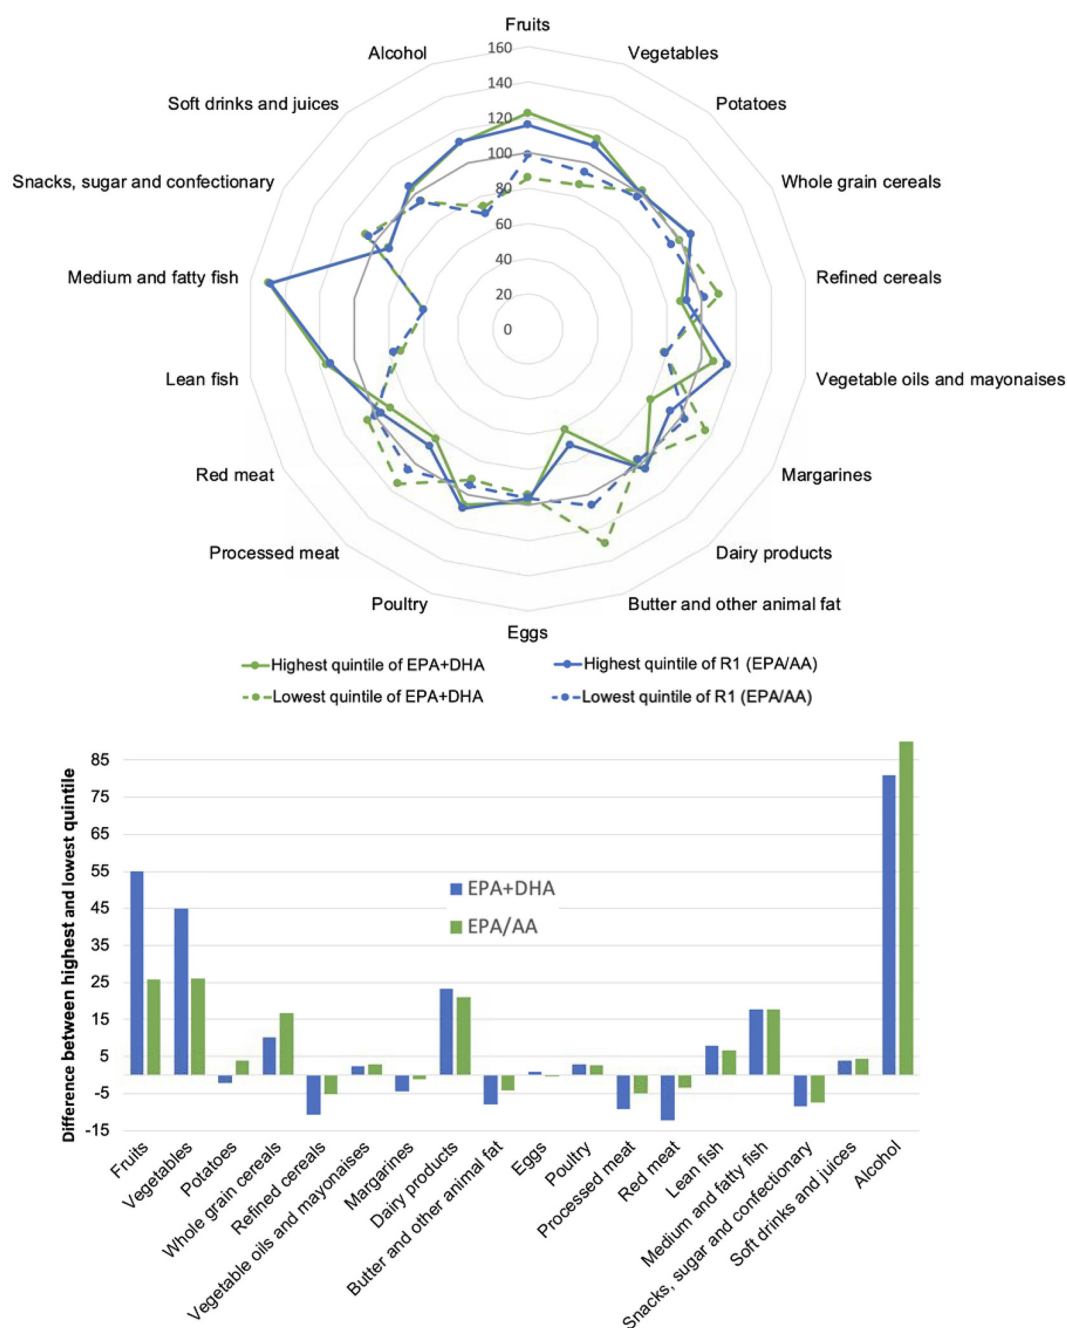 Fruits
Alcohol
Vegetables
Soft drinks and juices
Potatoes
Snacks, sugar and confectionary
Whole grain cereals
Medium and fatty fish
Refined cereals
Lean fish
Vegetable oils and mayonaises
Red meat
Margarines
Processed meat
Dairy products
Poultry
Butter and other animal fat
Eggs
160
140
120
100
80
60
40
20
0
Highest quintile of EPA+DHA
Highest quintile of R1 (EPA/AA)
Lowest quintile of EPA+DHA
Lowest quintile of R1 (EPA/AA)
Difference between highest and lowest quintile
85
75
65
55
45
35
25
15
5
-5
-15
EPA+DHA
EPA/AA
Fruits
Vegetables
Potatoes
Whole grain cereals
Refined cereals
Vegetable oils and mayonaises
Margarines
Dairy products
Butter and other animal fat
Eggs
Poultry
Processed meat
Red meat
Lean fish
Medium and fatty fish
Snacks, sugar and confectionary
Soft drinks and juices
Alcohol